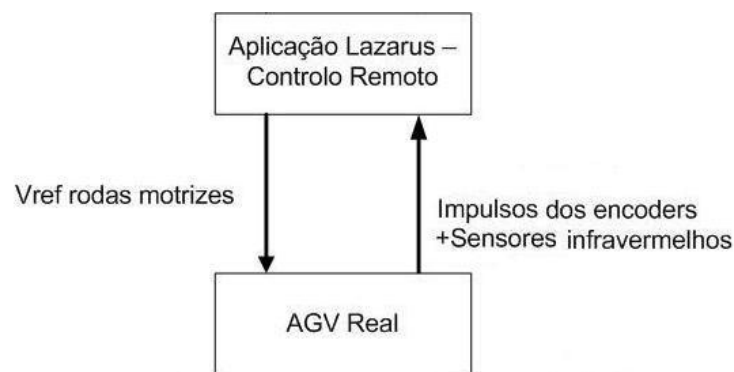 Aplicação Lazarus –
Controlo Remoto
Vref rodas motrizes
Impulsos dos encoders
+Sensores infravermelhos
AGV Real